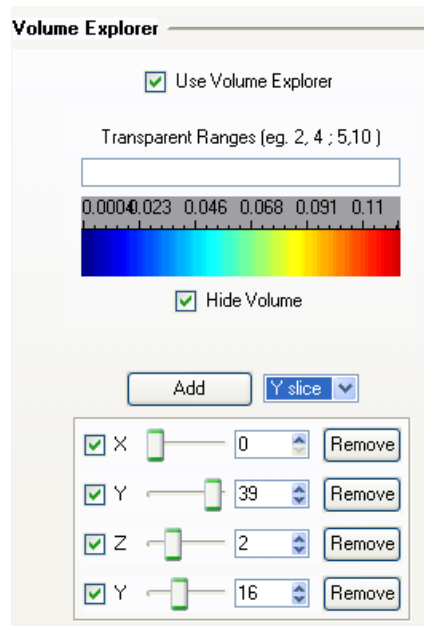 Volume Explorer
Use Volume Explorer
Transparent Ranges (eg. 2, 4 ; 5,10 )
0.0004 0.023 0.046 0.068 0.091 0.11
Hide Volume
Add Y slice
X 0 Remove
Y 39 Remove
Z 2 Remove
Y 16 Remove